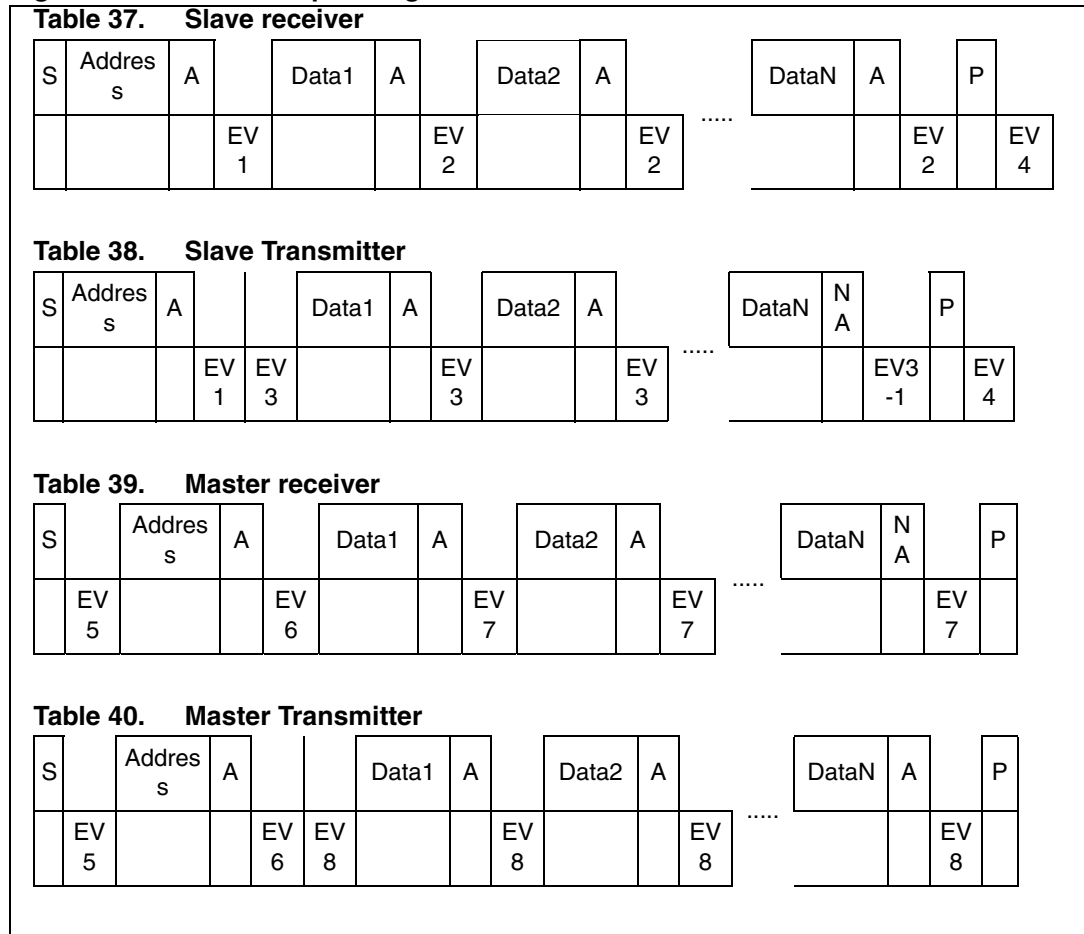 Table 37. Slave receiver
S Addres A Data1 A Data2 A DataN A P
s
.....
EV EV EV EV EV
1 2 2 2 4
Table 38. Slave Transmitter
S Addres A Data1 A Data2 A DataN N P
s A
.....
EV EV EV EV EV3 EV
1 3 3 3 -1 4
Table 39. Master receiver
S Addres A Data1 A Data2 A DataN N P
s A
.....
EV EV EV EV EV
5 6 7 7 7
Table 40. Master Transmitter
S Addres A Data1 A Data2 A DataN A P
s
.....
EV EV EV EV EV EV
5 6 8 8 8 8